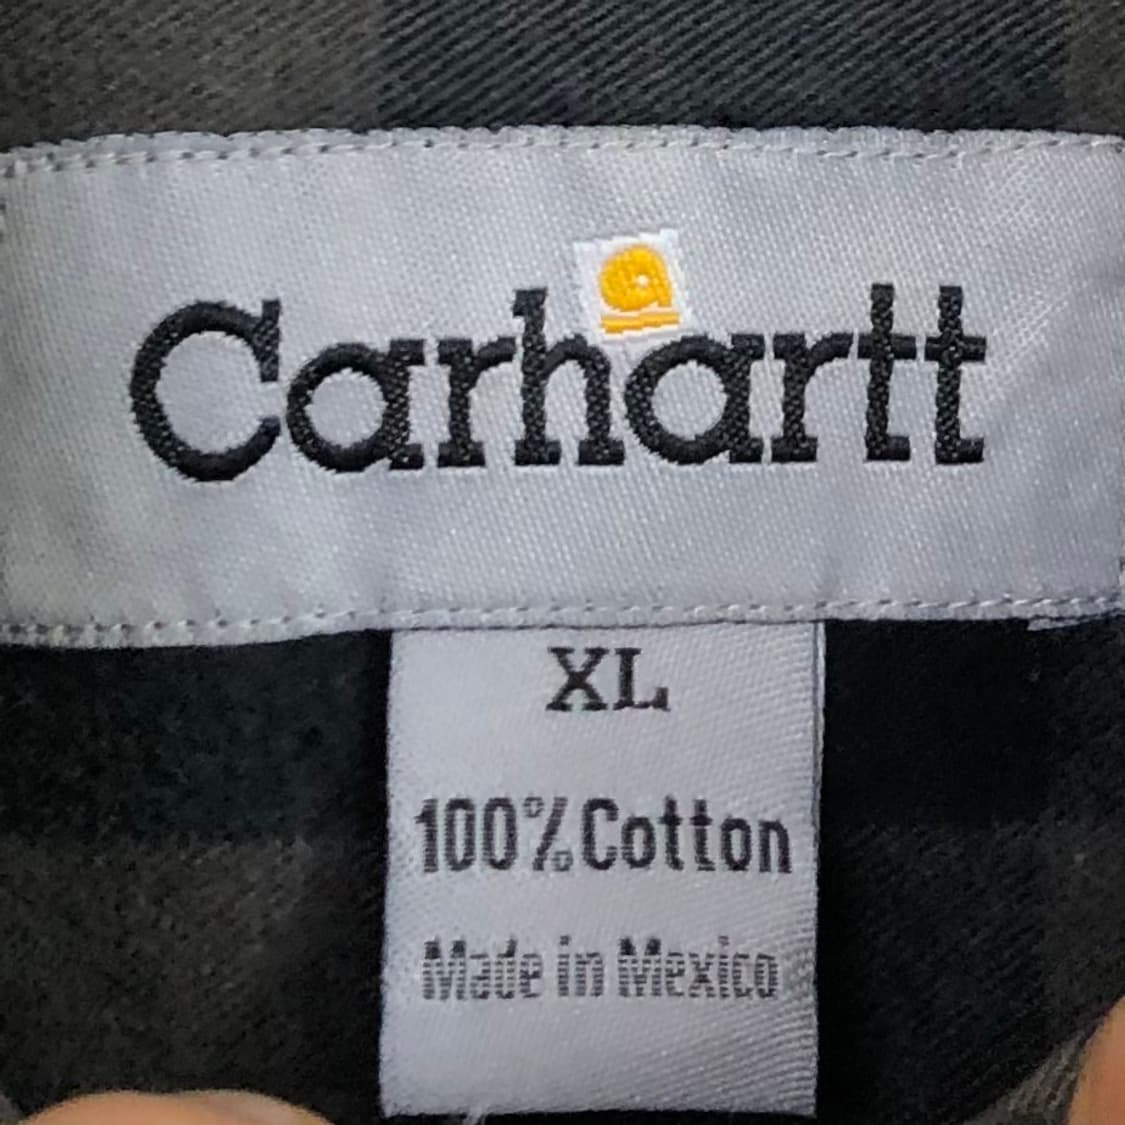 Carhartt
XL
100% Cotton
Made in Mexico